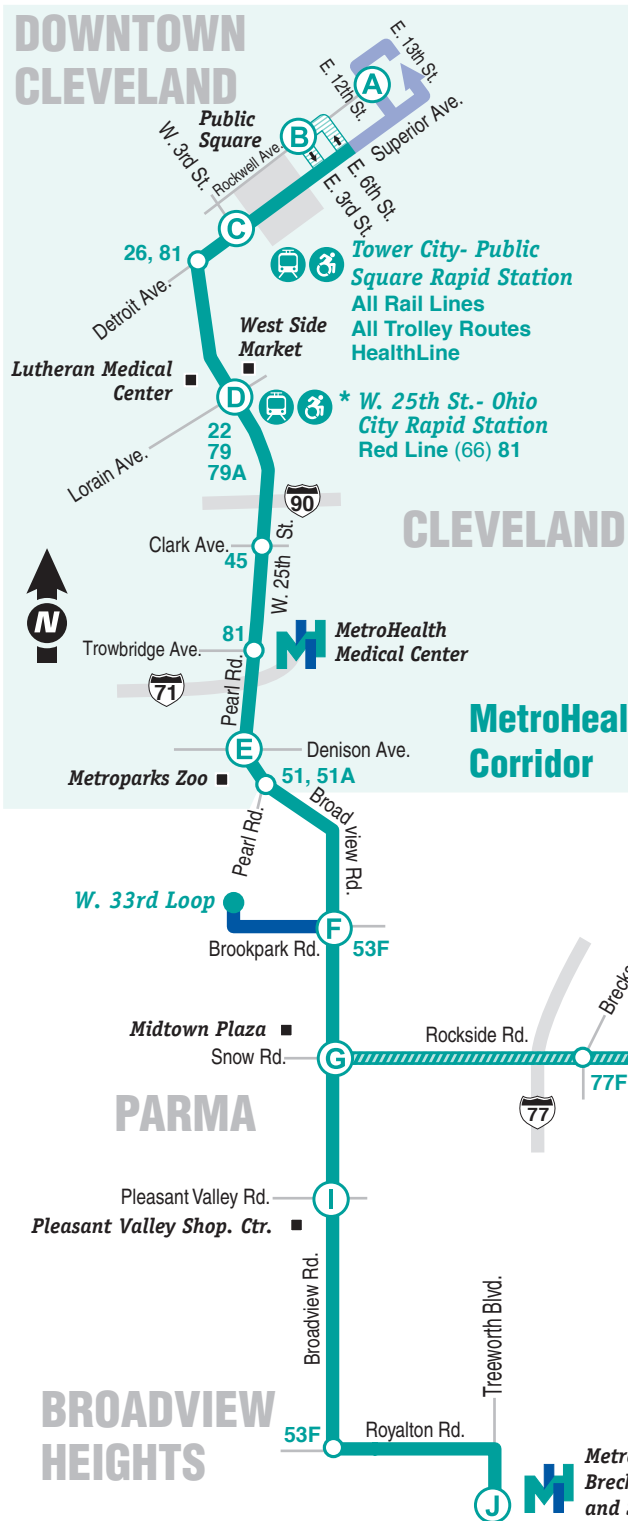 DOWNTOWN
CLEVELAND
E. 13th St.
A
E. 12th St.
Public
Square
B
Superior Ave.
W. 3rd St.
Rockwell Ave.
E. 6th St.
E. 3rd St.
C
26, 81
Tower City- Public
Square Rapid Station
All Rail Lines
All Trolley Routes
HealthLine
Detroit Ave.
West Side
Market
Lutheran Medical
Center
D
* W. 25th St.- Ohio
City Rapid Station
Red Line (66) 81
22
79
79A
Lorain Ave.
90
CLEVELAND
W. 25th St.
Clark Ave.
45
N
81
Trowbridge Ave.
MetroHealth
Medical Center
71
Pearl Rd.
E
Denison Ave.
MetroHeal
Corridor
Metroparks Zoo
51, 51A
Pearl Rd.
Broadview Rd.
W. 33rd Loop
F
Brookpark Rd.
53F
Midtown Plaza
Snow Rd.
G
Rockside Rd.
Brecks
77F
77
PARMA
Pleasant Valley Rd.
I
Pleasant Valley Shop. Ctr.
Broadview Rd.
Treeworth Blvd.
BROADVIEW
HEIGHTS
53F
Royalton Rd.
J
Metro
Breck
and